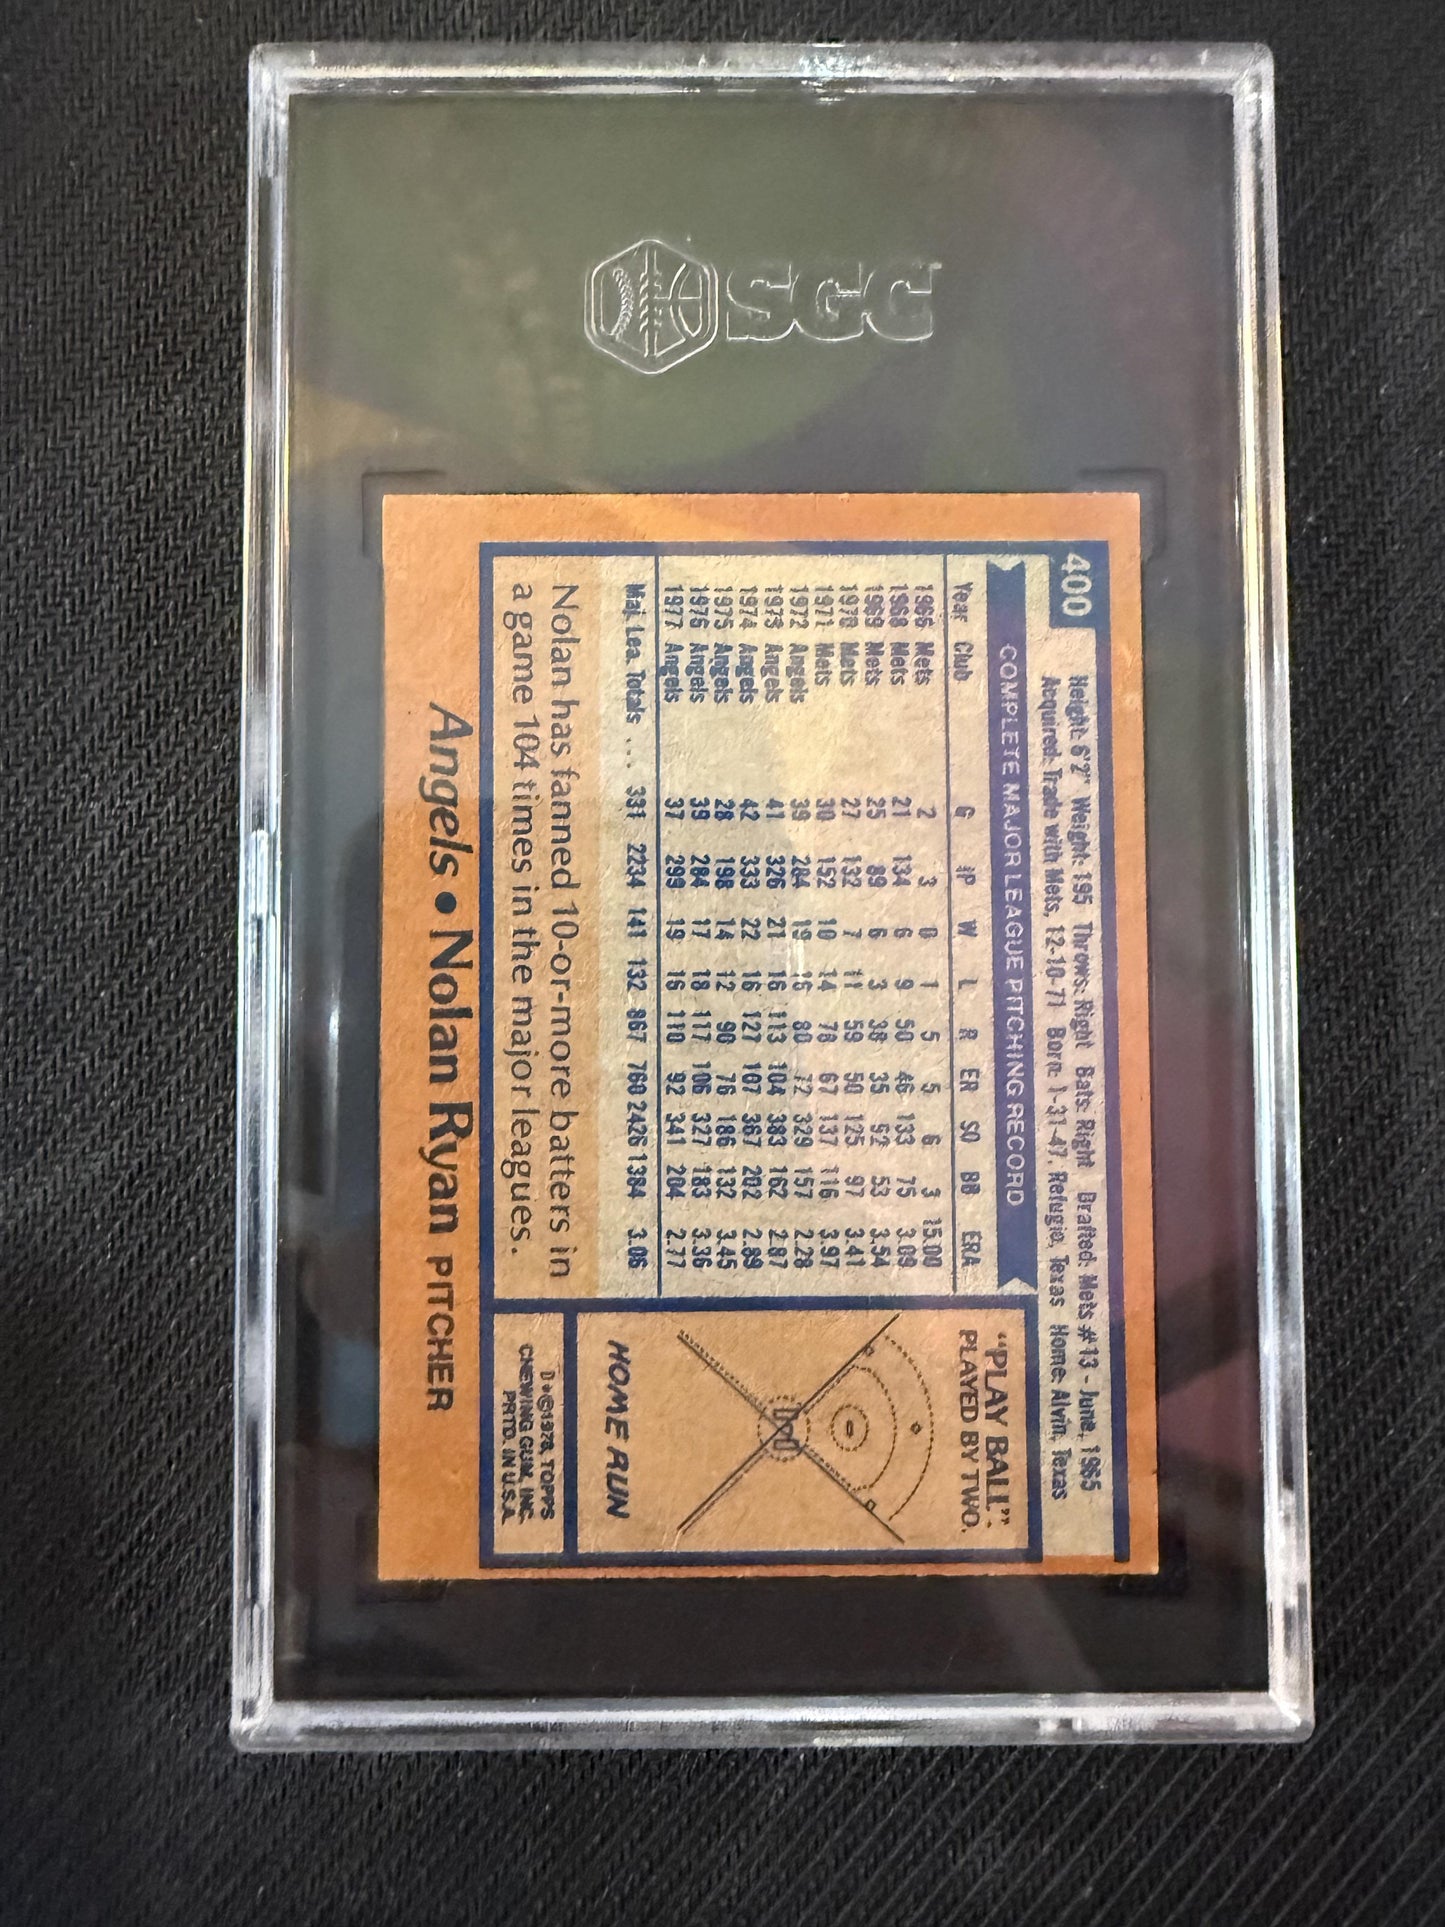 SGC
400
Height: 6'2" Weight: 195 Throws: Right Bats: Right Drafted: Mets #13 - June, 1965
Acquired: Trade with Mets, 12-10-71 Born: 1-31-47, Refugio, Texas Home: Alvin, Texas
COMPLETE MAJOR LEAGUE PITCHING RECORD
Year Club G IP W L R ER SO BB ERA
1966 Mets 2 3 0 1 5 5 6 3 15.00
1968 Mets 21 134 6 9 50 46 133 75 3.09
1969 Mets 25 89 6 3 38 35 92 53 3.54
1970 Mets 27 132 7 11 59 50 125 97 3.41
1971 Mets 30 152 10 14 78 67 137 116 3.97
1972 Angels 39 284 19 16 80 72 329 157 2.28
1973 Angels 41 326 21 16 113 104 383 162 2.87
1974 Angels 42 333 22 16 127 107 367 202 2.89
1975 Angels 28 198 14 12 90 76 186 132 3.45
1976 Angels 39 284 17 18 117 106 327 183 3.36
1977 Angels 37 299 19 16 110 92 341 204 2.77
Maj. Lea. Totals ... 331 2234 141 132 867 760 2426 1384 3.06
Nolan has fanned 10-or-more batters in
a game 104 times in the major leagues.
"PLAY BALL":
PLAYED BY TWO.
HOME RUN
D*©1978, TOPPS
CHEWING GUM, INC.
PRTD. IN U.S.A.
Angels • Nolan Ryan PITCHER